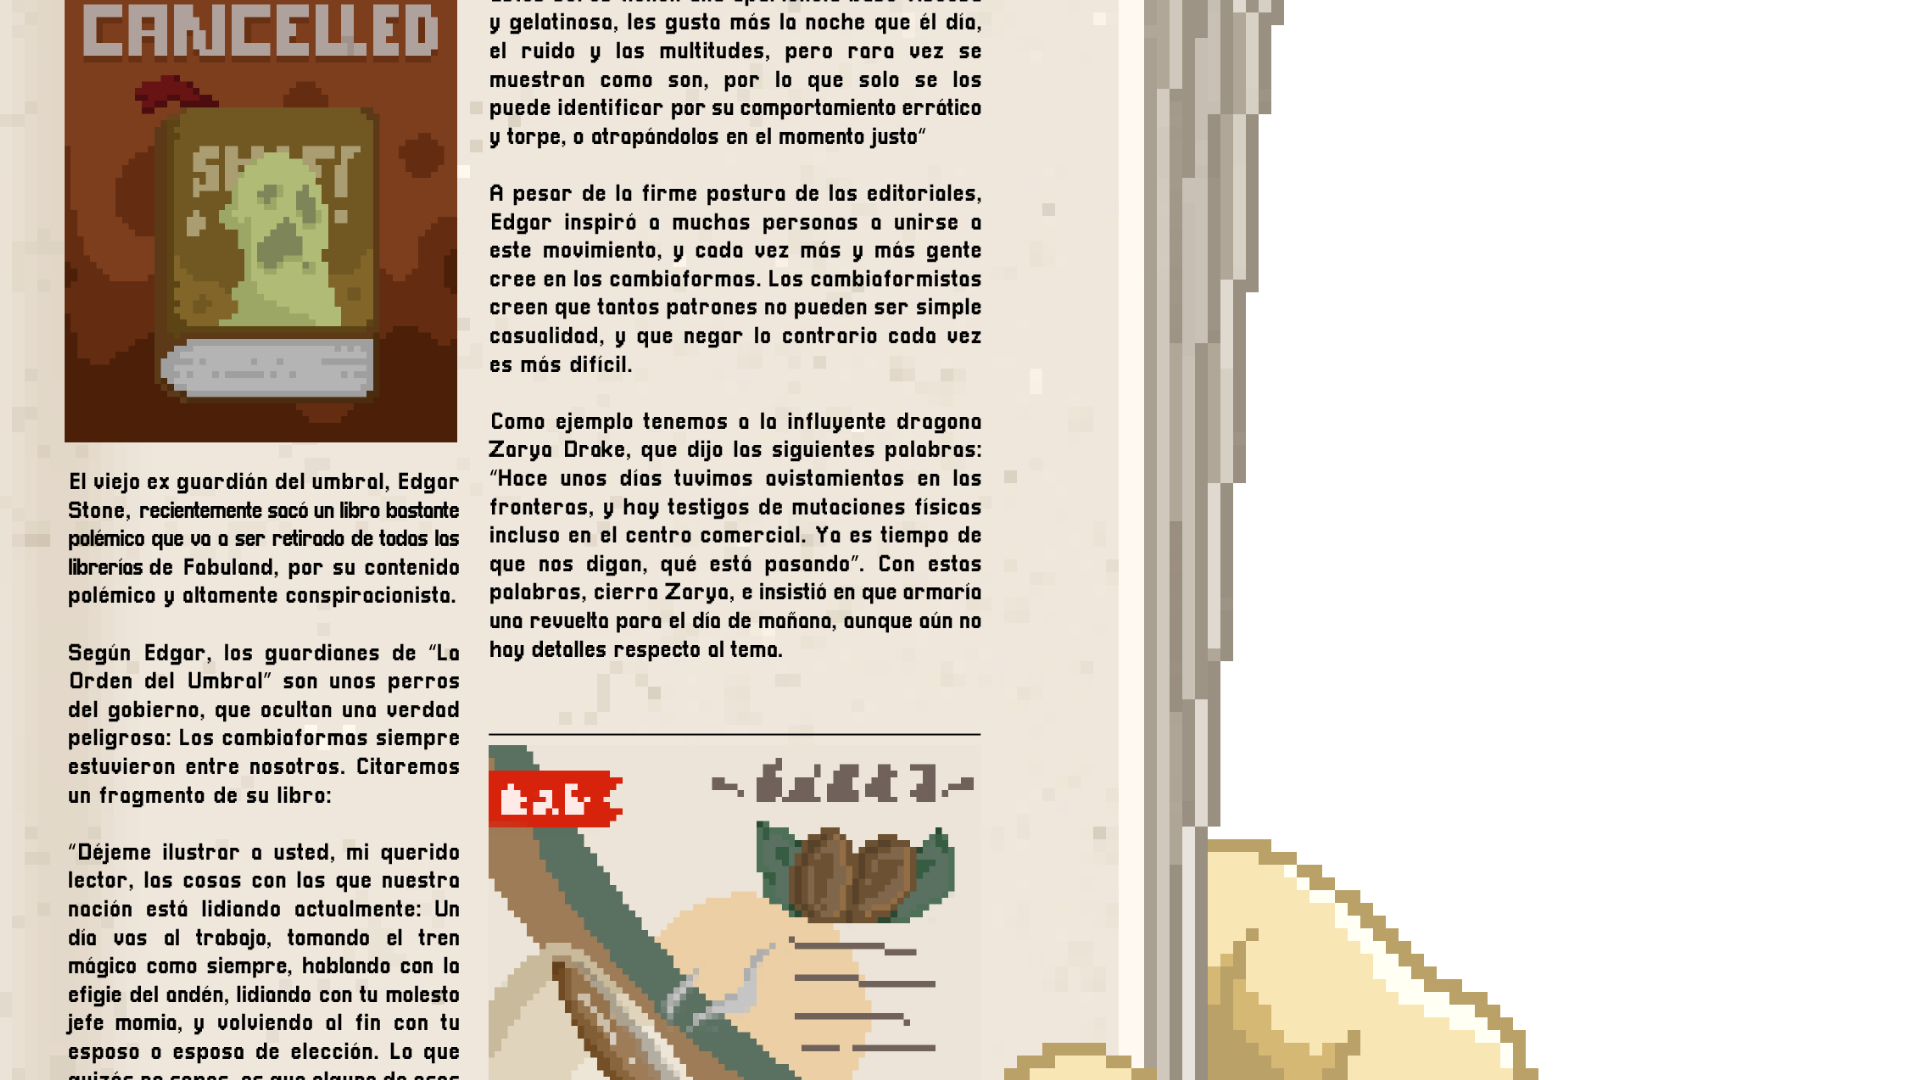 CANCELLED
El viejo ex guardián del umbral, Edgar
Stone, recientemente sacó un libro bastante
polémico que va a ser retirado de todas las
librerías de Fabuland, por su contenido
polémico y altamente conspiracionista.
Según Edgar, los guardianes de “La
Orden del Umbral” son unos perros
del gobierno, que ocultan una verdad
peligrosa: Los cambiaformas siempre
estuvieron entre nosotros. Citaremos
un fragmento de su libro:
“Déjeme ilustrar a usted, mi querido
lector, las cosas con las que nuestra
nación está lidiando actualmente: Un
día vas al trabajo, tomando el tren
mágico como siempre, hablando con la
efigie del andén, lidiando con tu molesto
jefe momia, y volviendo al fin con tu
esposo o esposa de elección. Lo que
quizás no sepas, es que alguno de esos
y gelatinosa, les gusta más la noche que él día,
el ruido y las multitudes, pero rara vez se
muestran como son, por lo que solo se los
puede identificar por su comportamiento errático
y torpe, o atrapándolos en el momento justo“
A pesar de la firme postura de las editoriales,
Edgar inspiró a muchas personas a unirse a
este movimiento, y cada vez más y más gente
cree en los cambiaformas. Los cambiaformistas
creen que tantos patrones no pueden ser simple
casualidad, y que negar lo contrario cada vez
es más difícil.
Como ejemplo tenemos a la influyente dragona
Zarya Drake, que dijo las siguientes palabras:
“Hace unos días tuvimos avistamientos en las
fronteras, y hay testigos de mutaciones físicas
incluso en el centro comercial. Ya es tiempo de
que nos digan, qué está pasando”. Con estas
palabras, cierra Zarya, e insistió en que armaría
una revuelta para el día de mañana, aunque aún no
hay detalles respecto al tema.